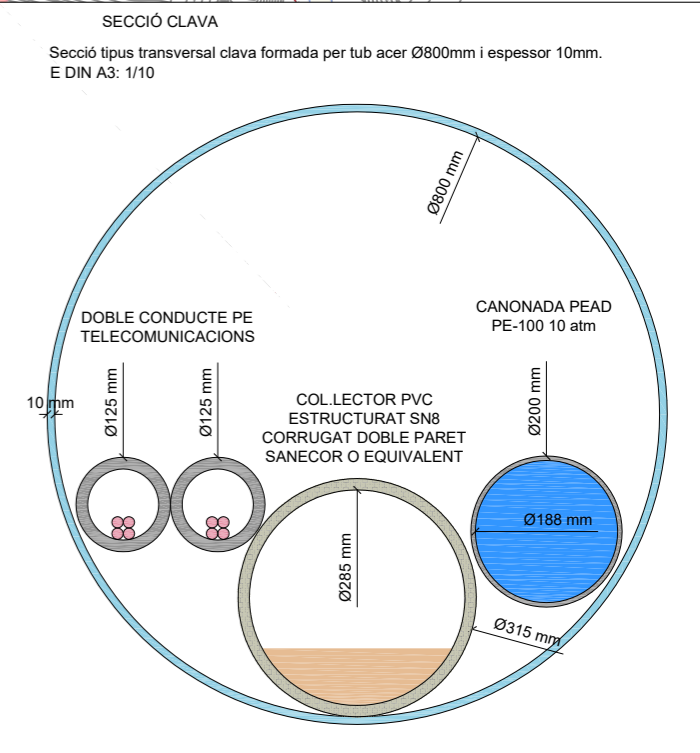 SECCIÓ CLAVA
Secció tipus transversal clava formada per tub acer Ø800mm i espessor 10mm.
E DIN A3: 1/10
Ø800 mm
DOBLE CONDUCTE PE
TELECOMUNICACIONS
CANONADA PEAD
PE-100 10 atm
10 mm
Ø125 mm
Ø125 mm
COL.LECTOR PVC
ESTRUCTURAT SN8
CORRUGAT DOBLE PARET
SANECOR O EQUIVALENT
Ø200 mm
Ø188 mm
Ø285 mm
Ø315 mm